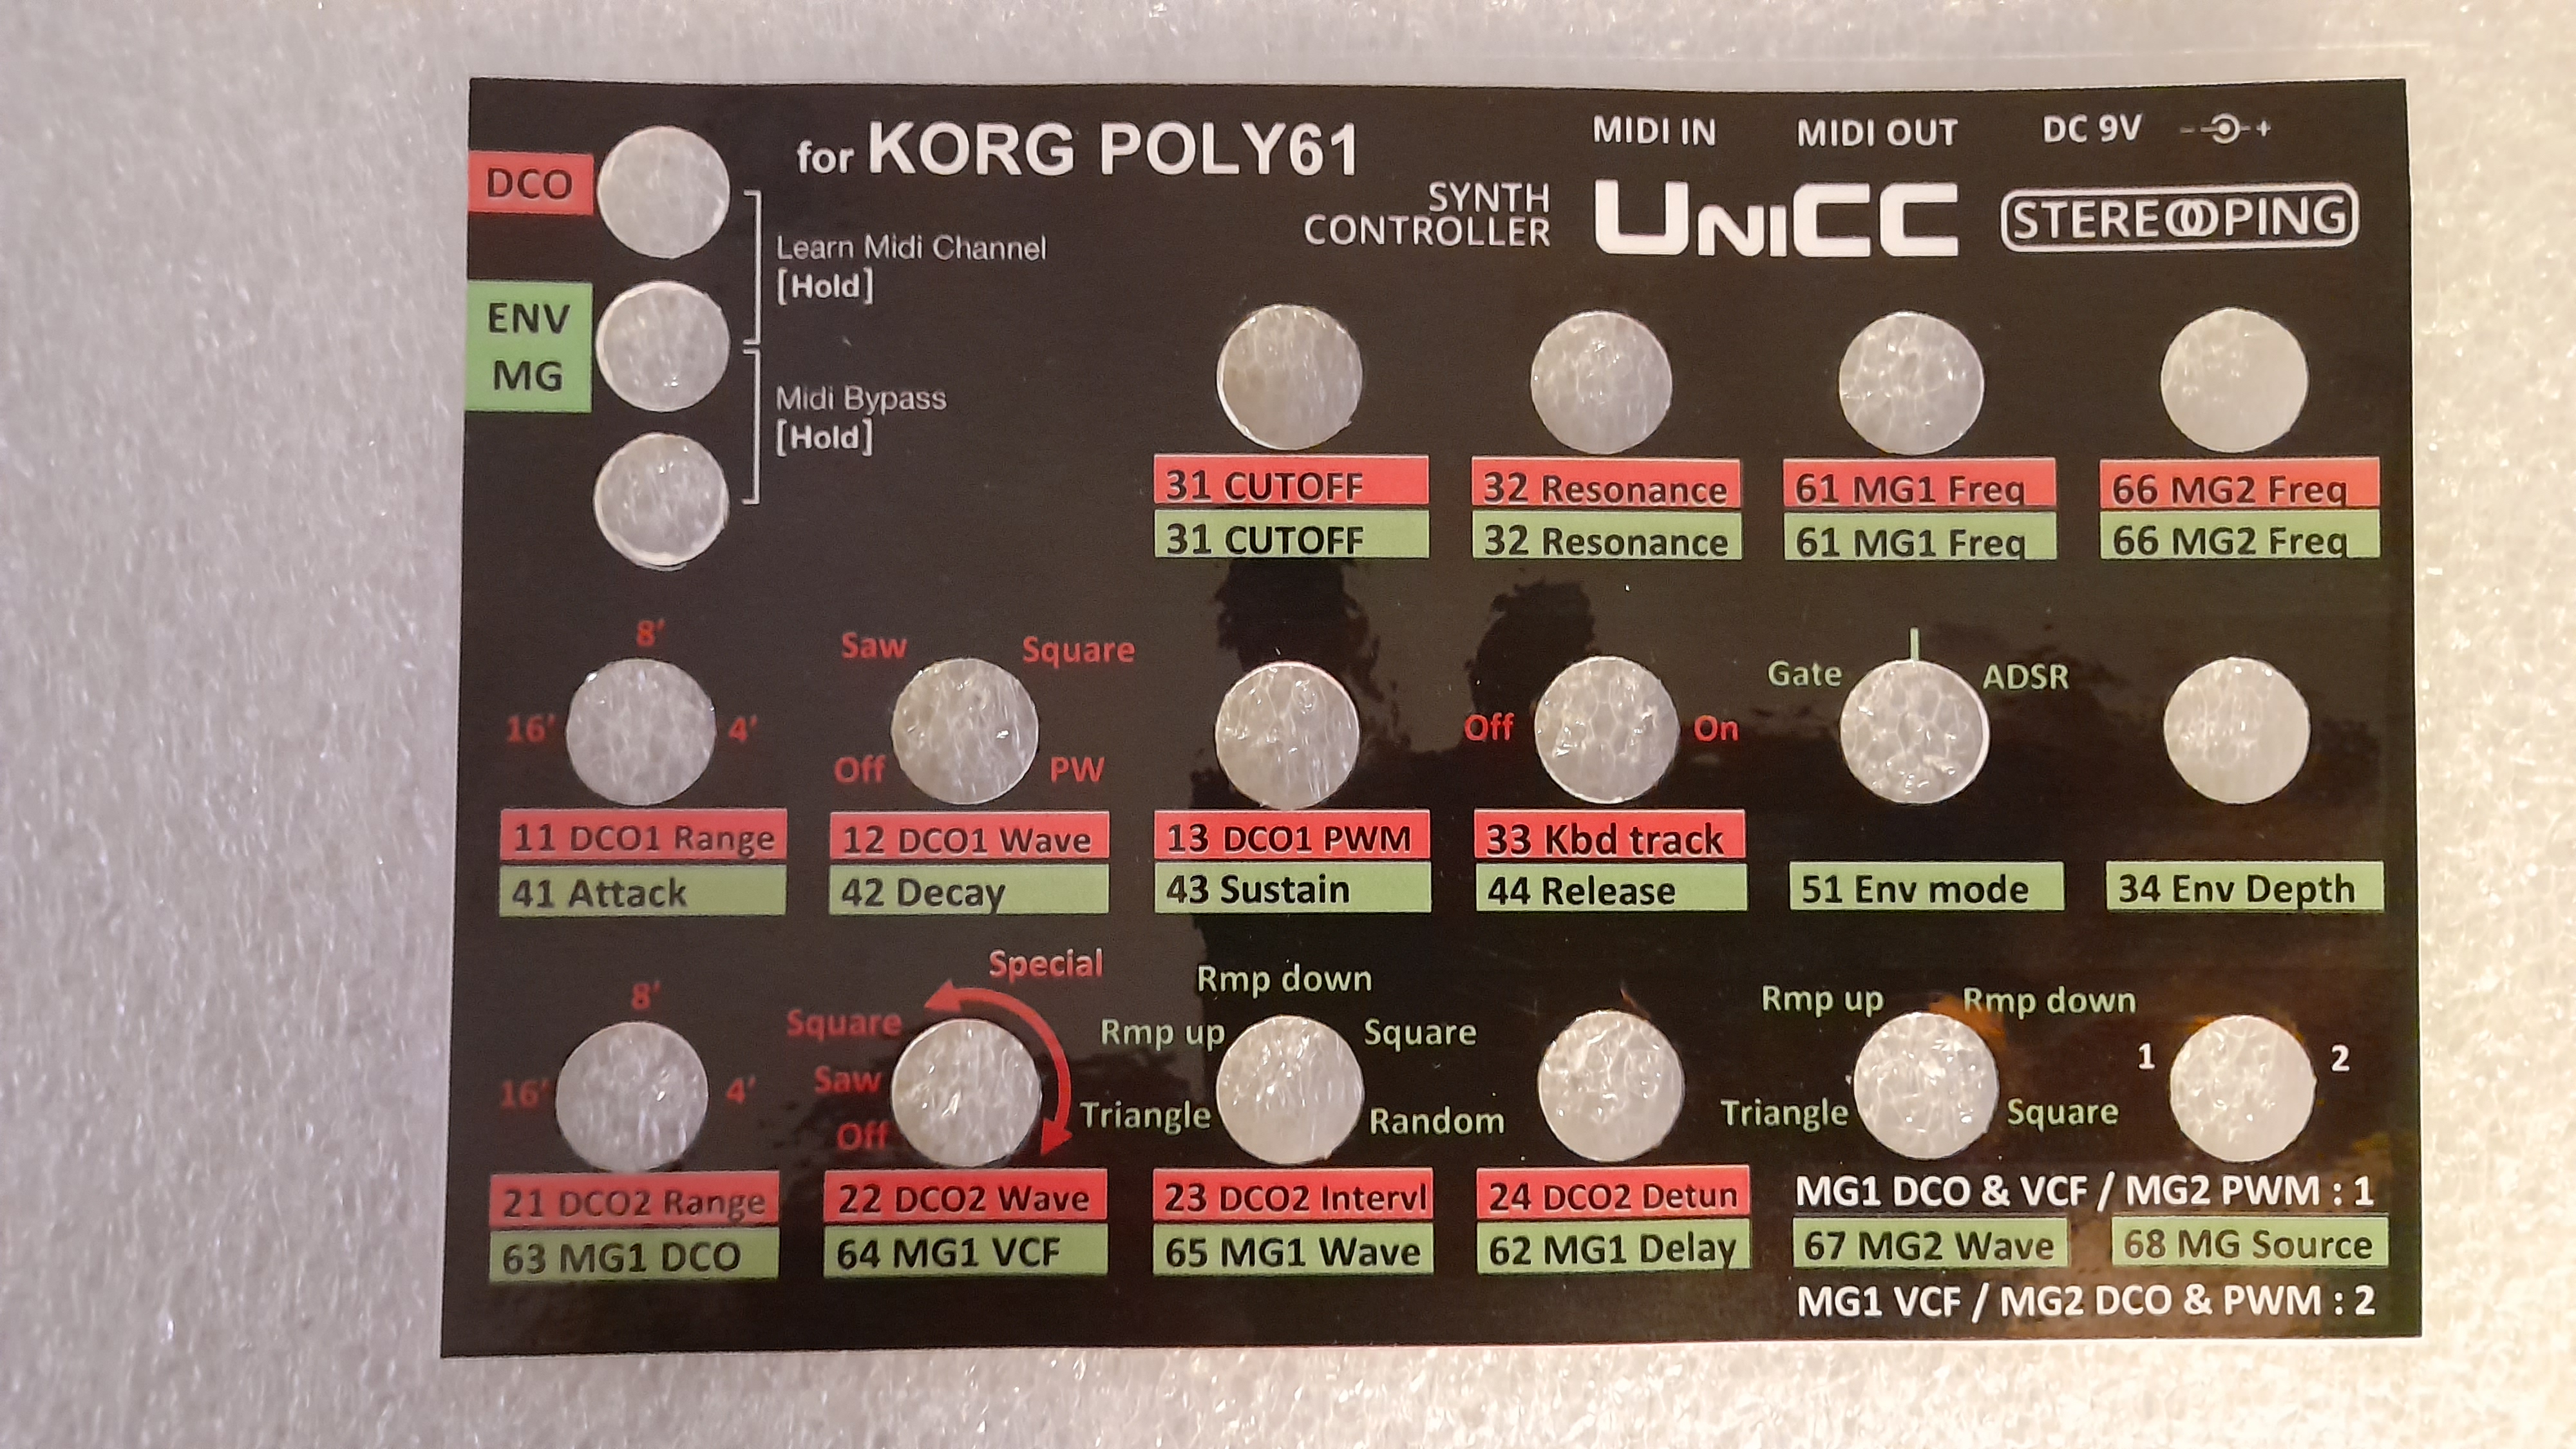 for KORG POLY61
MIDI IN
MIDI OUT
DC 9V - +
SYNTH
CONTROLLER
UNICC
STEREOOPING
DCO
Learn Midi Channel
[Hold]
ENV
MG
Midi Bypass
[Hold]
31 CUTOFF
32 Resonance
61 MG1 Freq
66 MG2 Freq
31 CUTOFF
32 Resonance
61 MG1 Freq
66 MG2 Freq
8'
16'
4'
Saw
Square
Off
PW
Off
On
Gate
ADSR
11 DCO1 Range
12 DCO1 Wave
13 DCO1 PWM
33 Kbd track
41 Attack
42 Decay
43 Sustain
44 Release
51 Env mode
34 Env Depth
8'
16'
4'
Special
Square
Saw
Off
Rmp down
Rmp up
Square
Triangle
Random
Rmp up
Rmp down
Triangle
Square
1
2
21 DCO2 Range
22 DCO2 Wave
23 DCO2 Intervl
24 DCO2 Detun
MG1 DCO & VCF / MG2 PWM : 1
63 MG1 DCO
64 MG1 VCF
65 MG1 Wave
62 MG1 Delay
67 MG2 Wave
68 MG Source
MG1 VCF / MG2 DCO & PWM : 2